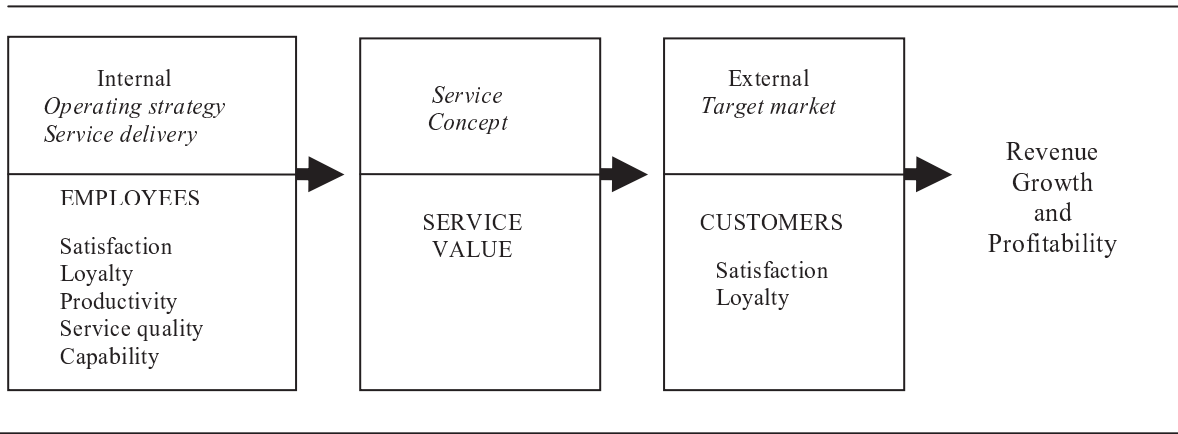 Internal
Operating strategy
Service delivery
EMPLOYEES
Satisfaction
Loyalty
Productivity
Service quality
Capability
Service
Concept
SERVICE
VALUE
External
Target market
CUSTOMERS
Satisfaction
Loyalty
Revenue
Growth
and
Profitability